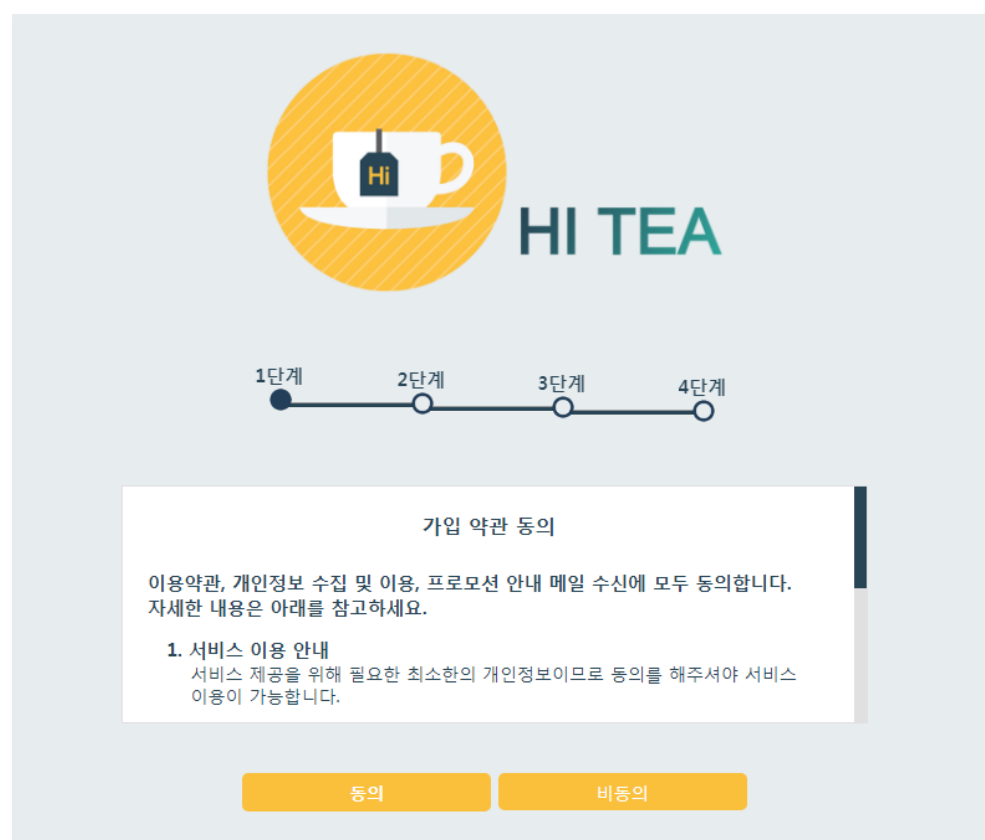 Hi
HI TEA
1단계
2단계
3단계
4단계
가입 약관 동의
이용약관, 개인정보 수집 및 이용, 프로모션 안내 메일 수신에 모두 동의합니다.
자세한 내용은 아래를 참고하세요.
1. 서비스 이용 안내
서비스 제공을 위해 필요한 최소한의 개인정보이므로 동의를 해주셔야 서비스
이용이 가능합니다.
동의
비동의